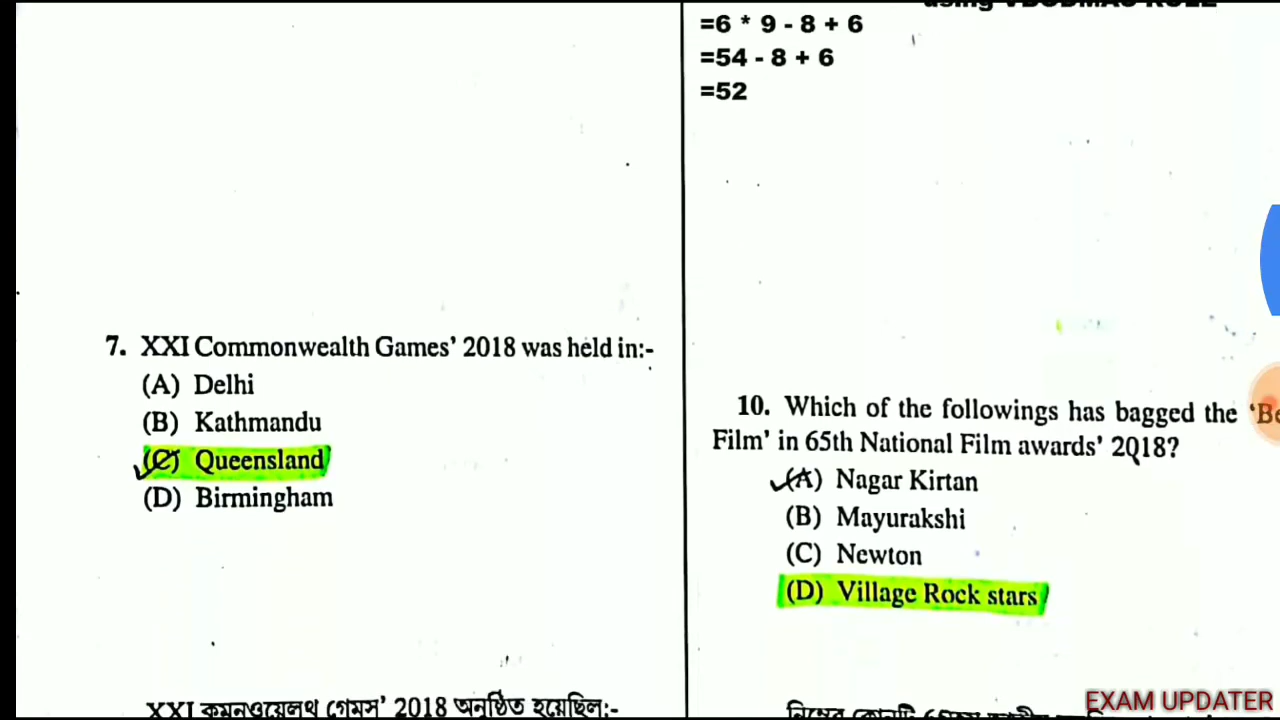 =6 * 9 - 8 + 6
=54 - 8 + 6
=52
7. XXI Commonwealth Games’ 2018 was held in:-
(A) Delhi
(B) Kathmandu
(C) Queensland
(D) Birmingham
XXI কমনওয়েলথ গেমস’ 2018 অনুষ্ঠিত হয়েছিল:-
10. Which of the followings has bagged the
Film’ in 65th National Film awards’ 2018?
(A) Nagar Kirtan
(B) Mayurakshi
(C) Newton
(D) Village Rock stars
EXAM UPDATER